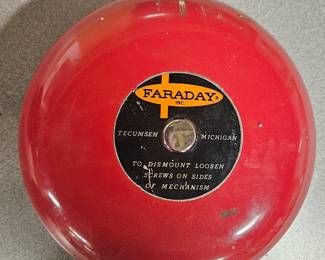 FARADAY®
INC.
TECUMSEH MICHIGAN
TO DISMOUNT LOOSEN
SCREWS ON SIDES
OF MECHANISM